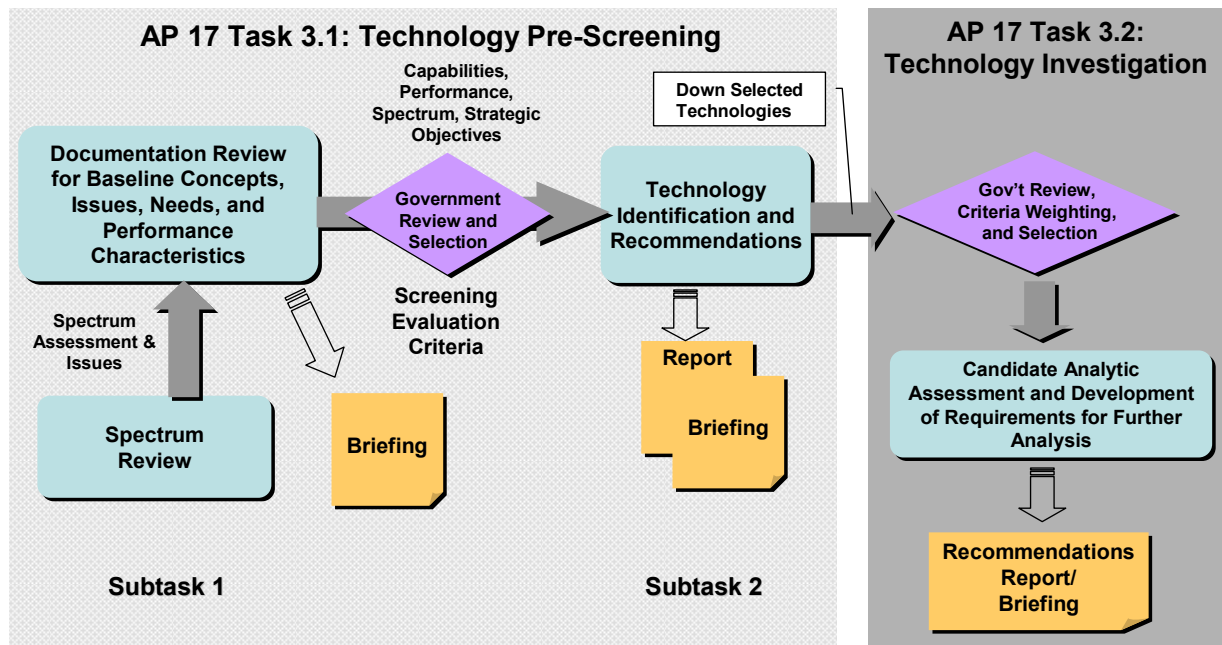 AP 17 Task 3.1: Technology Pre-Screening
Capabilities,
Performance,
Spectrum, Strategic
Objectives
Documentation Review
for Baseline Concepts,
Issues, Needs, and
Performance
Characteristics
Government
Review and
Selection
Screening
Evaluation
Criteria
Spectrum
Assessment &
Issues
Spectrum
Review
Briefing
Subtask 1
Down Selected
Technologies
Technology
Identification and
Recommendations
Report
Briefing
Subtask 2
AP 17 Task 3.2:
Technology Investigation
Gov't Review,
Criteria Weighting,
and Selection
Candidate Analytic
Assessment and Development
of Requirements for Further
Analysis
Recommendations
Report/
Briefing